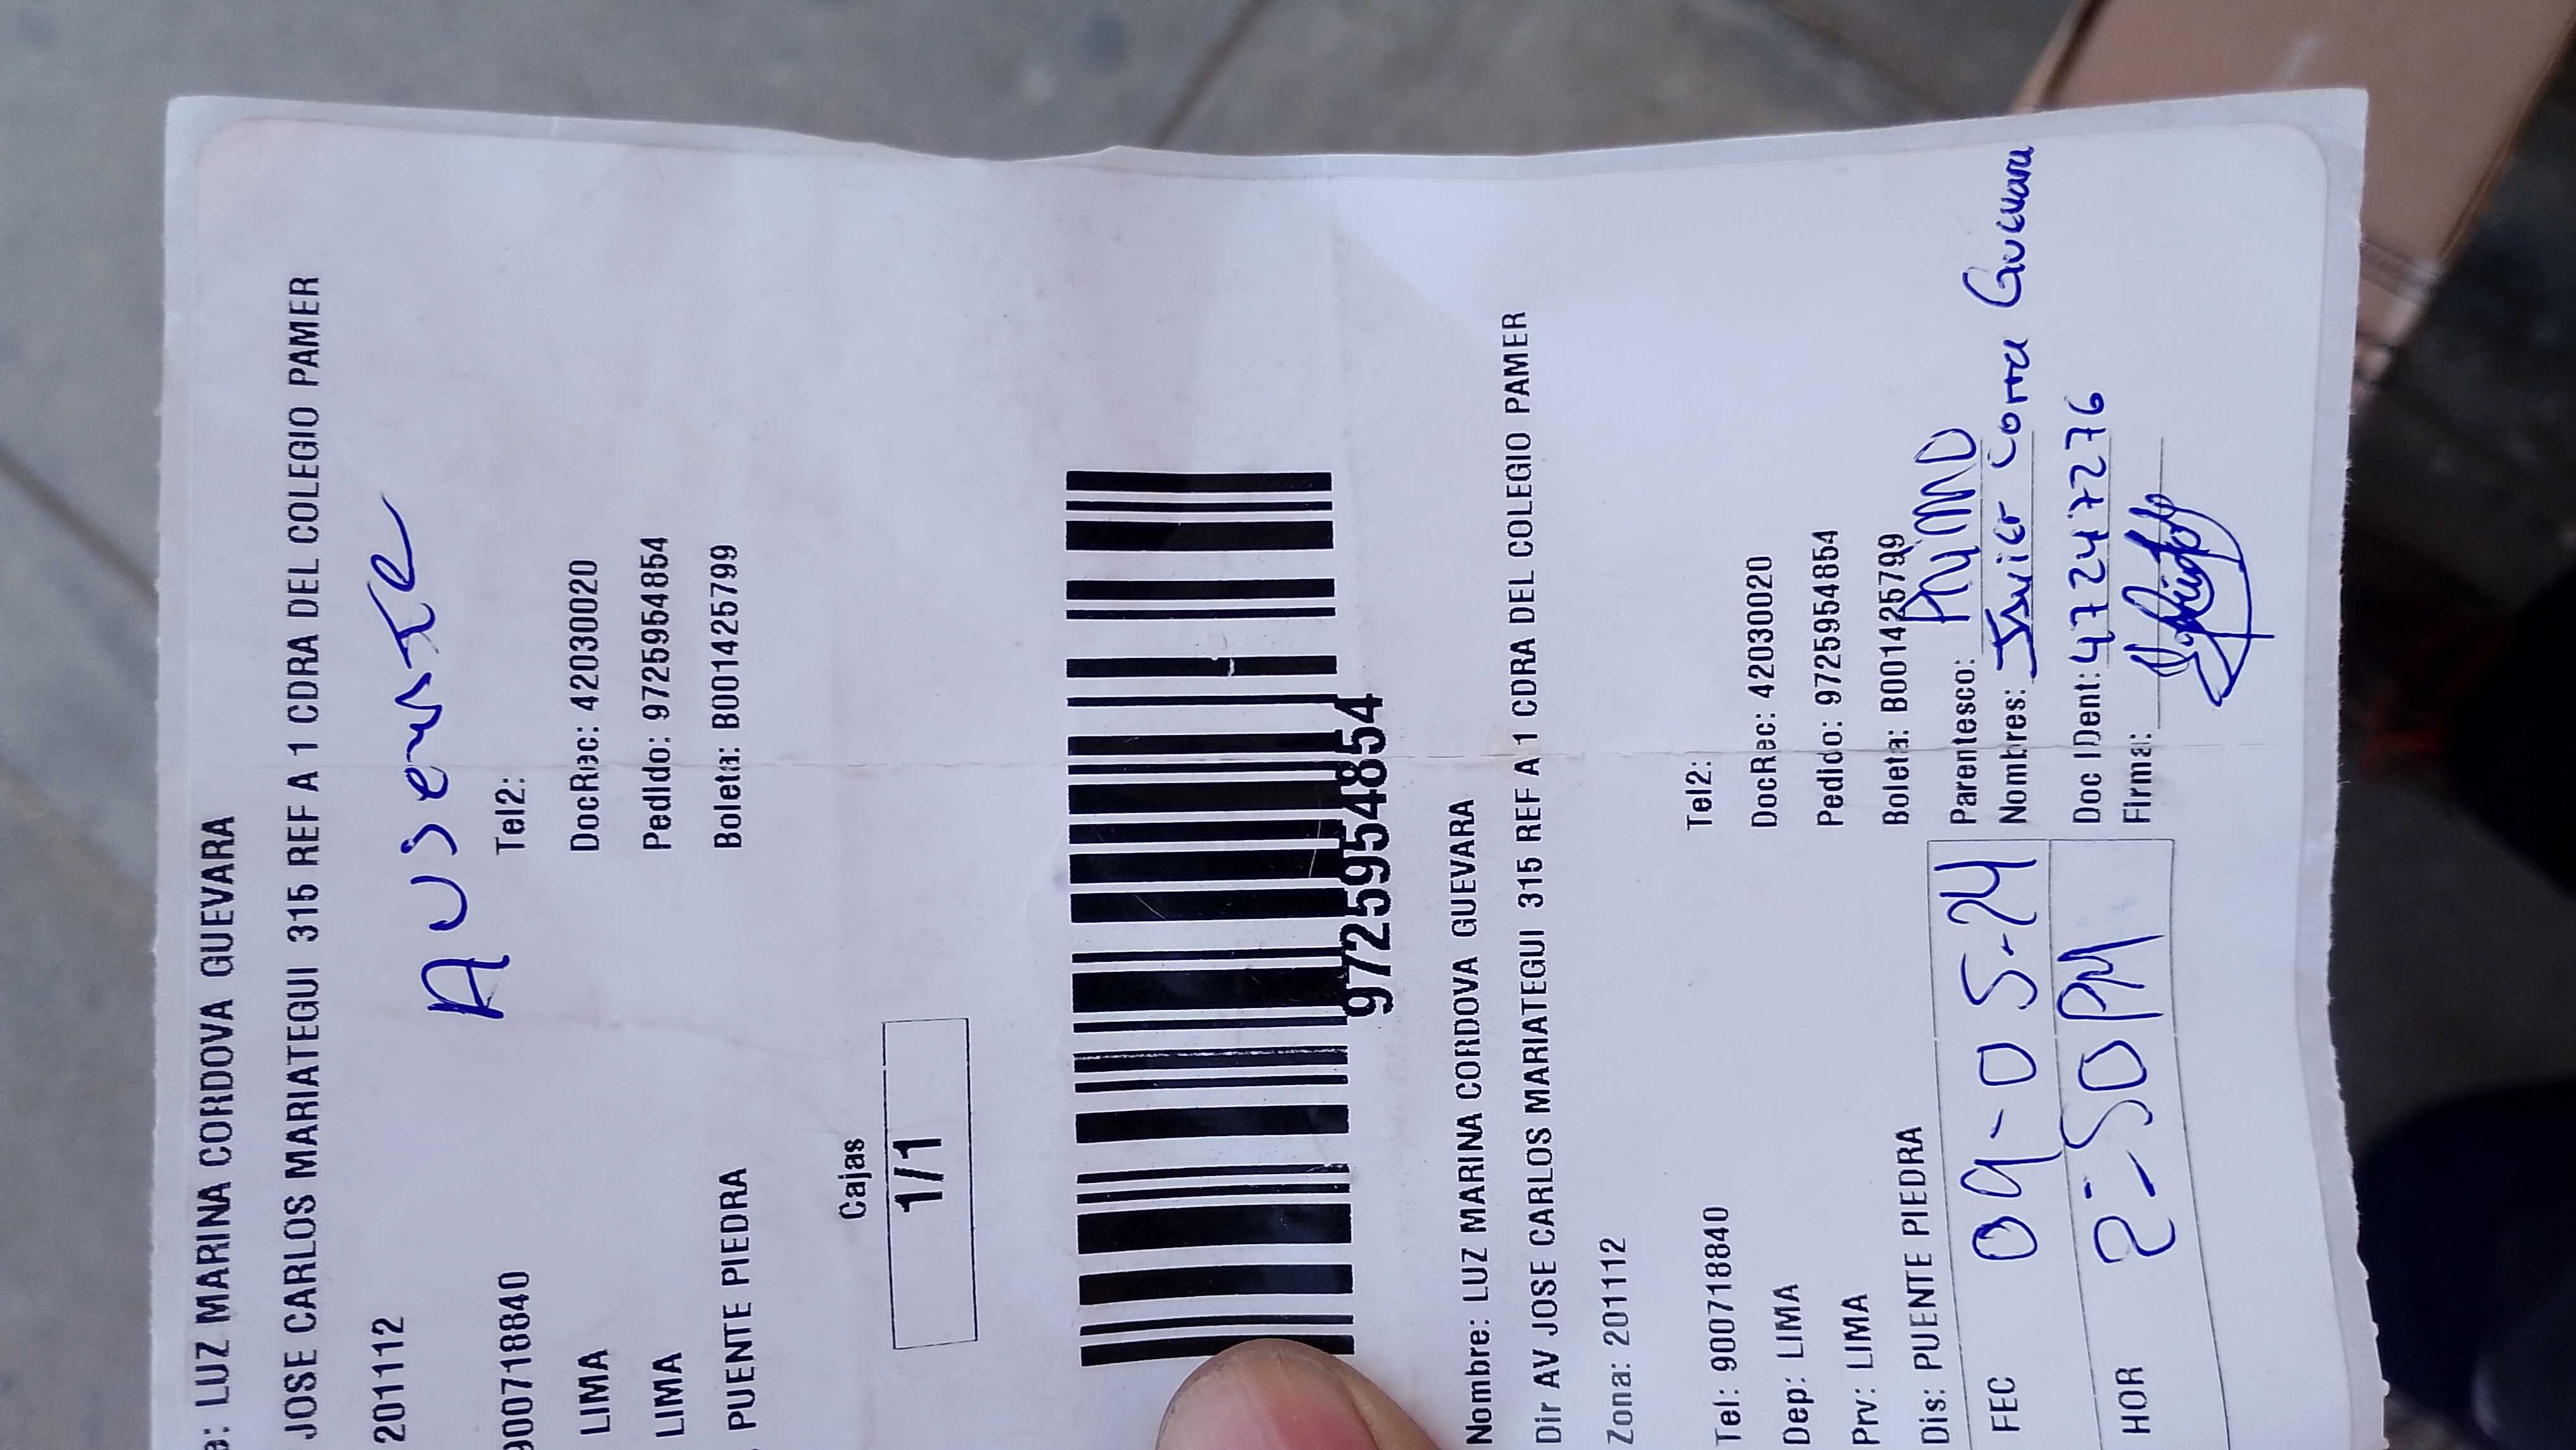 e: LUZ MARINA CORDOVA GUEVARA
JOSE CARLOS MARIATEGUI 315 REF A 1 CDRA DEL COLEGIO PAMER
201112
Ausente
900718840 Tel2:
LIMA DocRec: 42030020
LIMA Pedido: 9725954854
PUENTE PIEDRA Boleta: B001425799
Cajas
1/1
9725954854
Nombre: LUZ MARINA CORDOVA GUEVARA
Dir AV JOSE CARLOS MARIATEGUI 315 REF A 1 CDRA DEL COLEGIO PAMER
Zona: 201112
Tel: 900718840 Tel2:
Dep: LIMA DocRec: 42030020
Prv: LIMA Pedido: 9725954854
Dis: PUENTE PIEDRA Boleta: B001425799
FEC 09-05-24 Parentesco:
Nombres: Javier Correa Guevara
HOR 2:50 PM Doc IDent: 47247276
Firma: